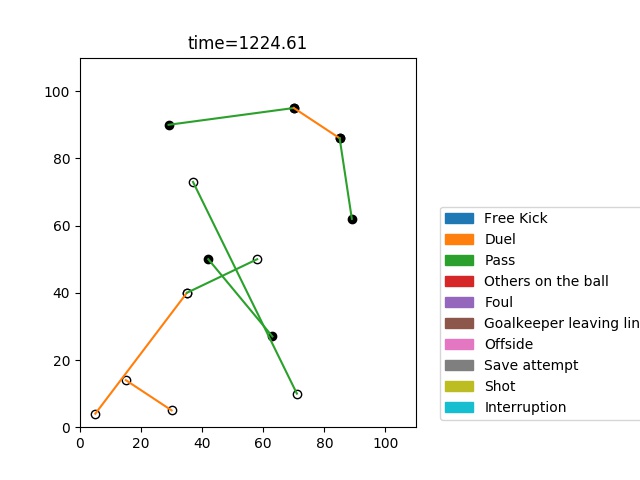 time=1224.61
100
80
60
40
20
0
0 20 40 60 80 100
Free Kick
Duel
Pass
Others on the ball
Foul
Goalkeeper leaving lin
Offside
Save attempt
Shot
Interruption